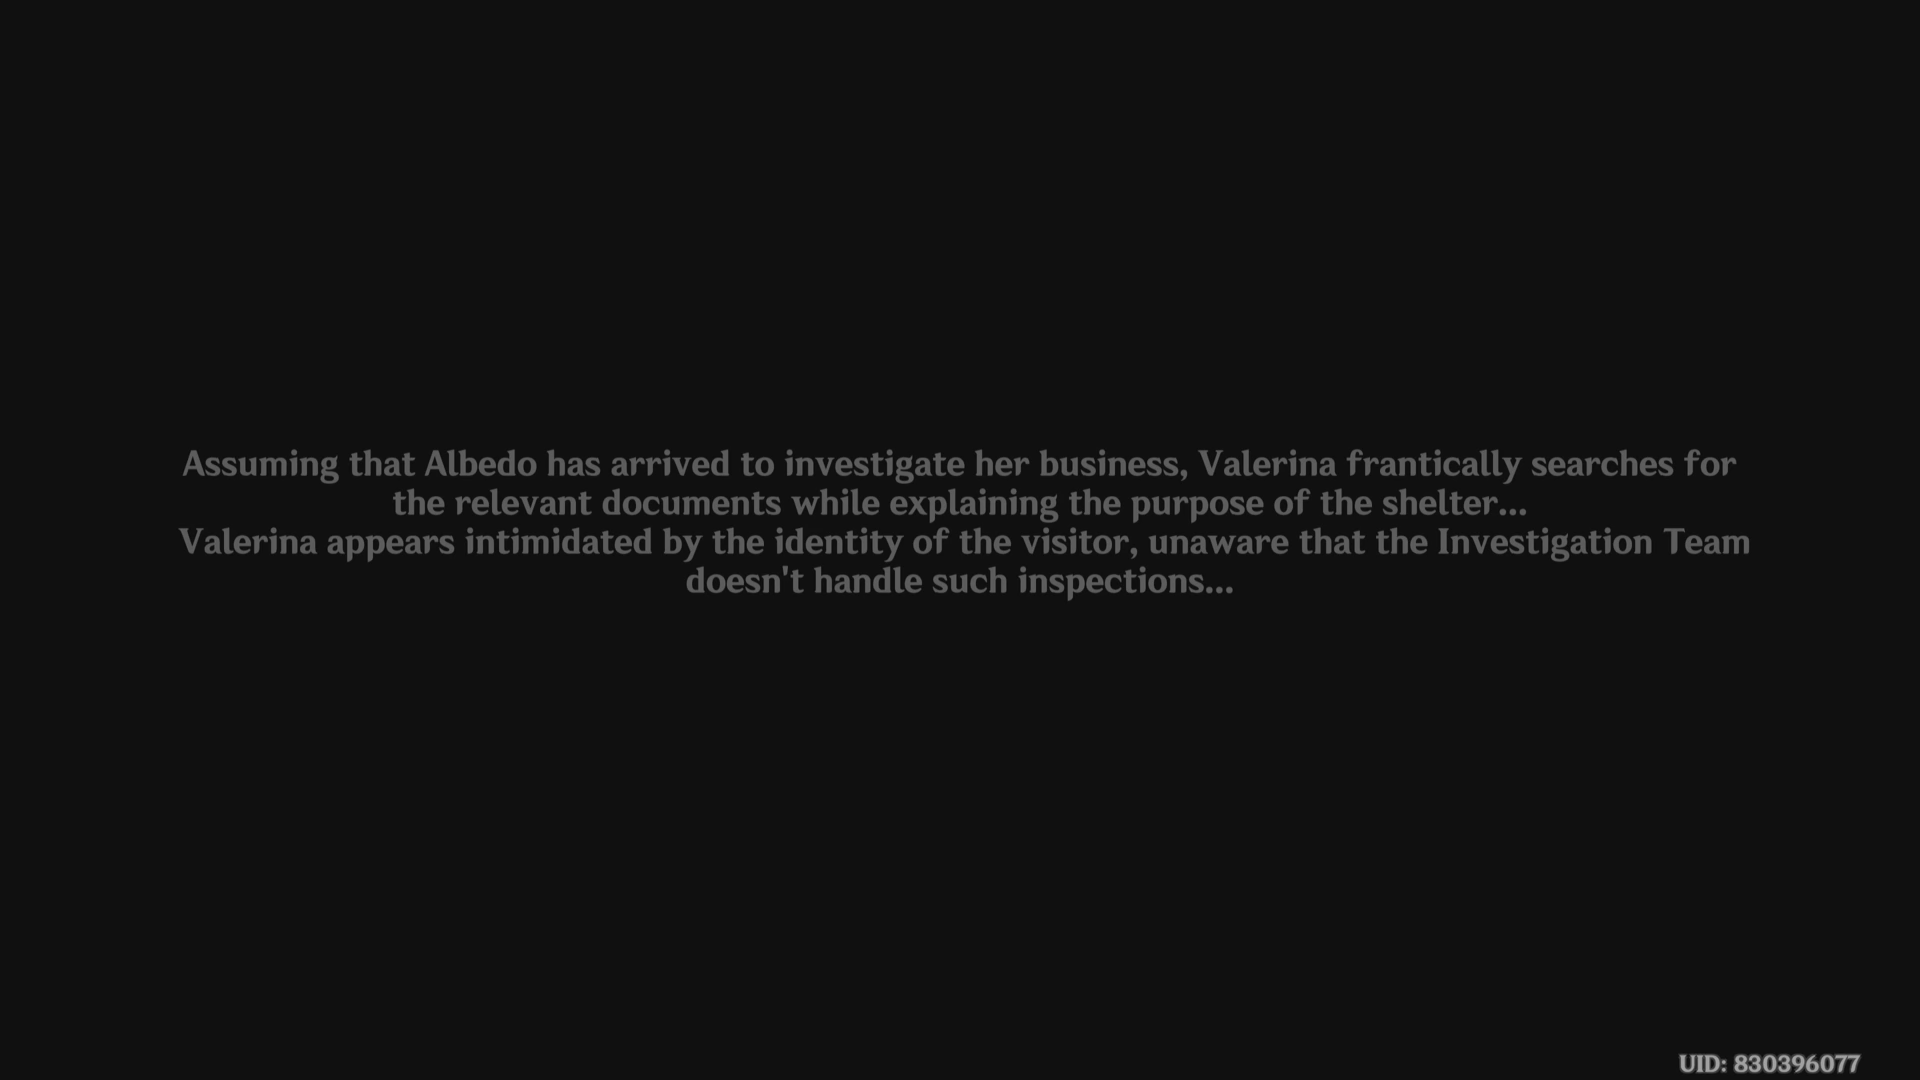 Assuming that Albedo has arrived to investigate her business, Valerina frantically searches for
the relevant documents while explaining the purpose of the shelter...
Valerina appears intimidated by the identity of the visitor, unaware that the Investigation Team
doesn't handle such inspections...
UID: 830396077